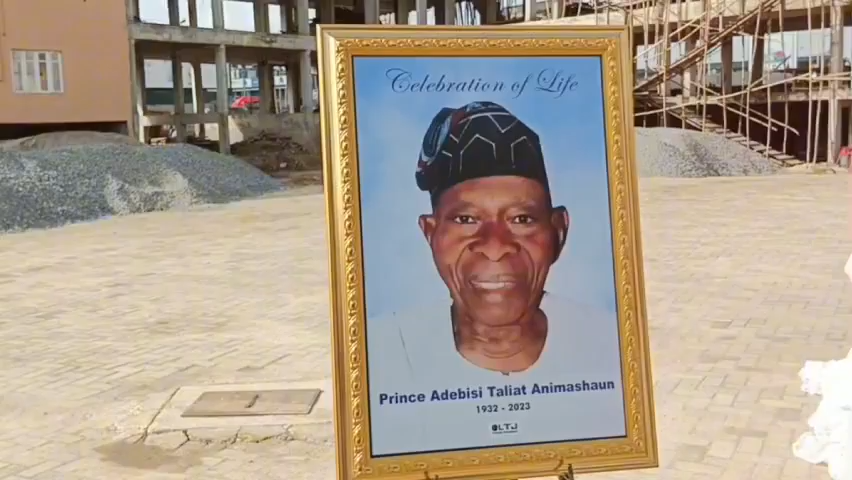 Celebration of Life
Prince Adebisi Taliat Animashaun
1932 - 2023
LTJ